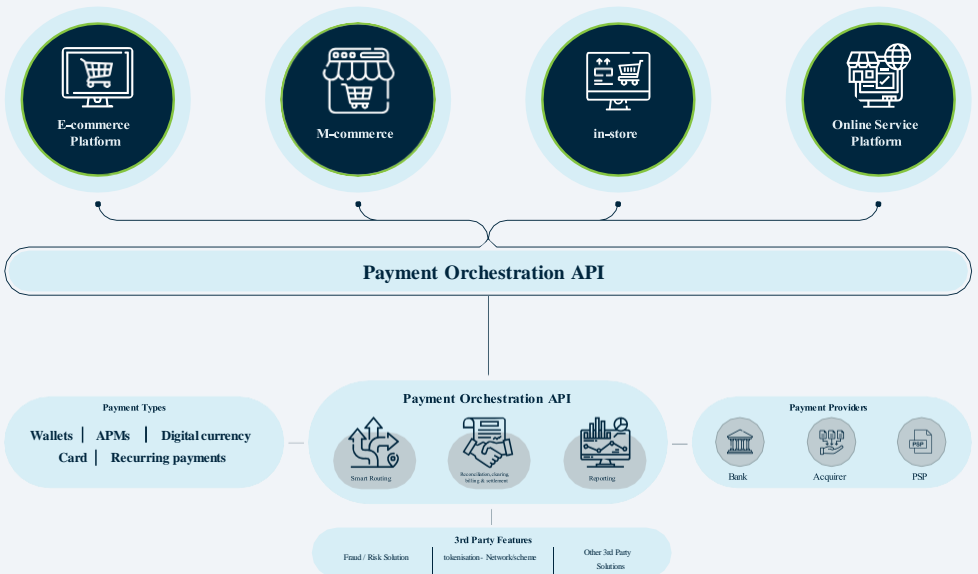 E-commerce
Platform
M-commerce
in-store
Online Service
Platform
Payment Orchestration API
Payment Types
Wallets | APMs | Digital currency
Card | Recurring payments
Payment Orchestration API
Smart Routing
Reconciliation, clearing,
billing & settlement
Reporting
Payment Providers
PSP
Bank
Acquirer
PSP
3rd Party Features
Fraud / Risk Solution
tokenisation- Network/scheme
Other 3rd Party
Solutions